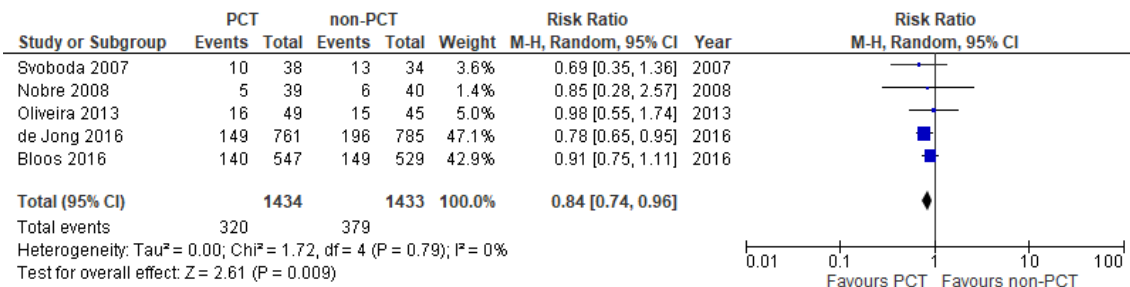 PCT non-PCT Risk Ratio Risk Ratio
Study or Subgroup Events Total Events Total Weight M-H, Random, 95% CI Year M-H, Random, 95% CI
Svoboda 2007 10 38 13 34 3.6% 0.69 [0.35, 1.36] 2007
Nobre 2008 5 39 6 40 1.4% 0.85 [0.28, 2.57] 2008
Oliveira 2013 16 49 15 45 5.0% 0.98 [0.55, 1.74] 2013
de Jong 2016 149 761 196 785 47.1% 0.78 [0.65, 0.95] 2016
Bloos 2016 140 547 149 529 42.9% 0.91 [0.75, 1.11] 2016
Total (95% CI) 1434 1433 100.0% 0.84 [0.74, 0.96]
Total events 320 379
Heterogeneity: Tau² = 0.00; Chi² = 1.72, df = 4 (P = 0.79); I² = 0%
Test for overall effect: Z = 2.61 (P = 0.009)
0.01 0.1 1 10 100
Favours PCT Favours non-PCT